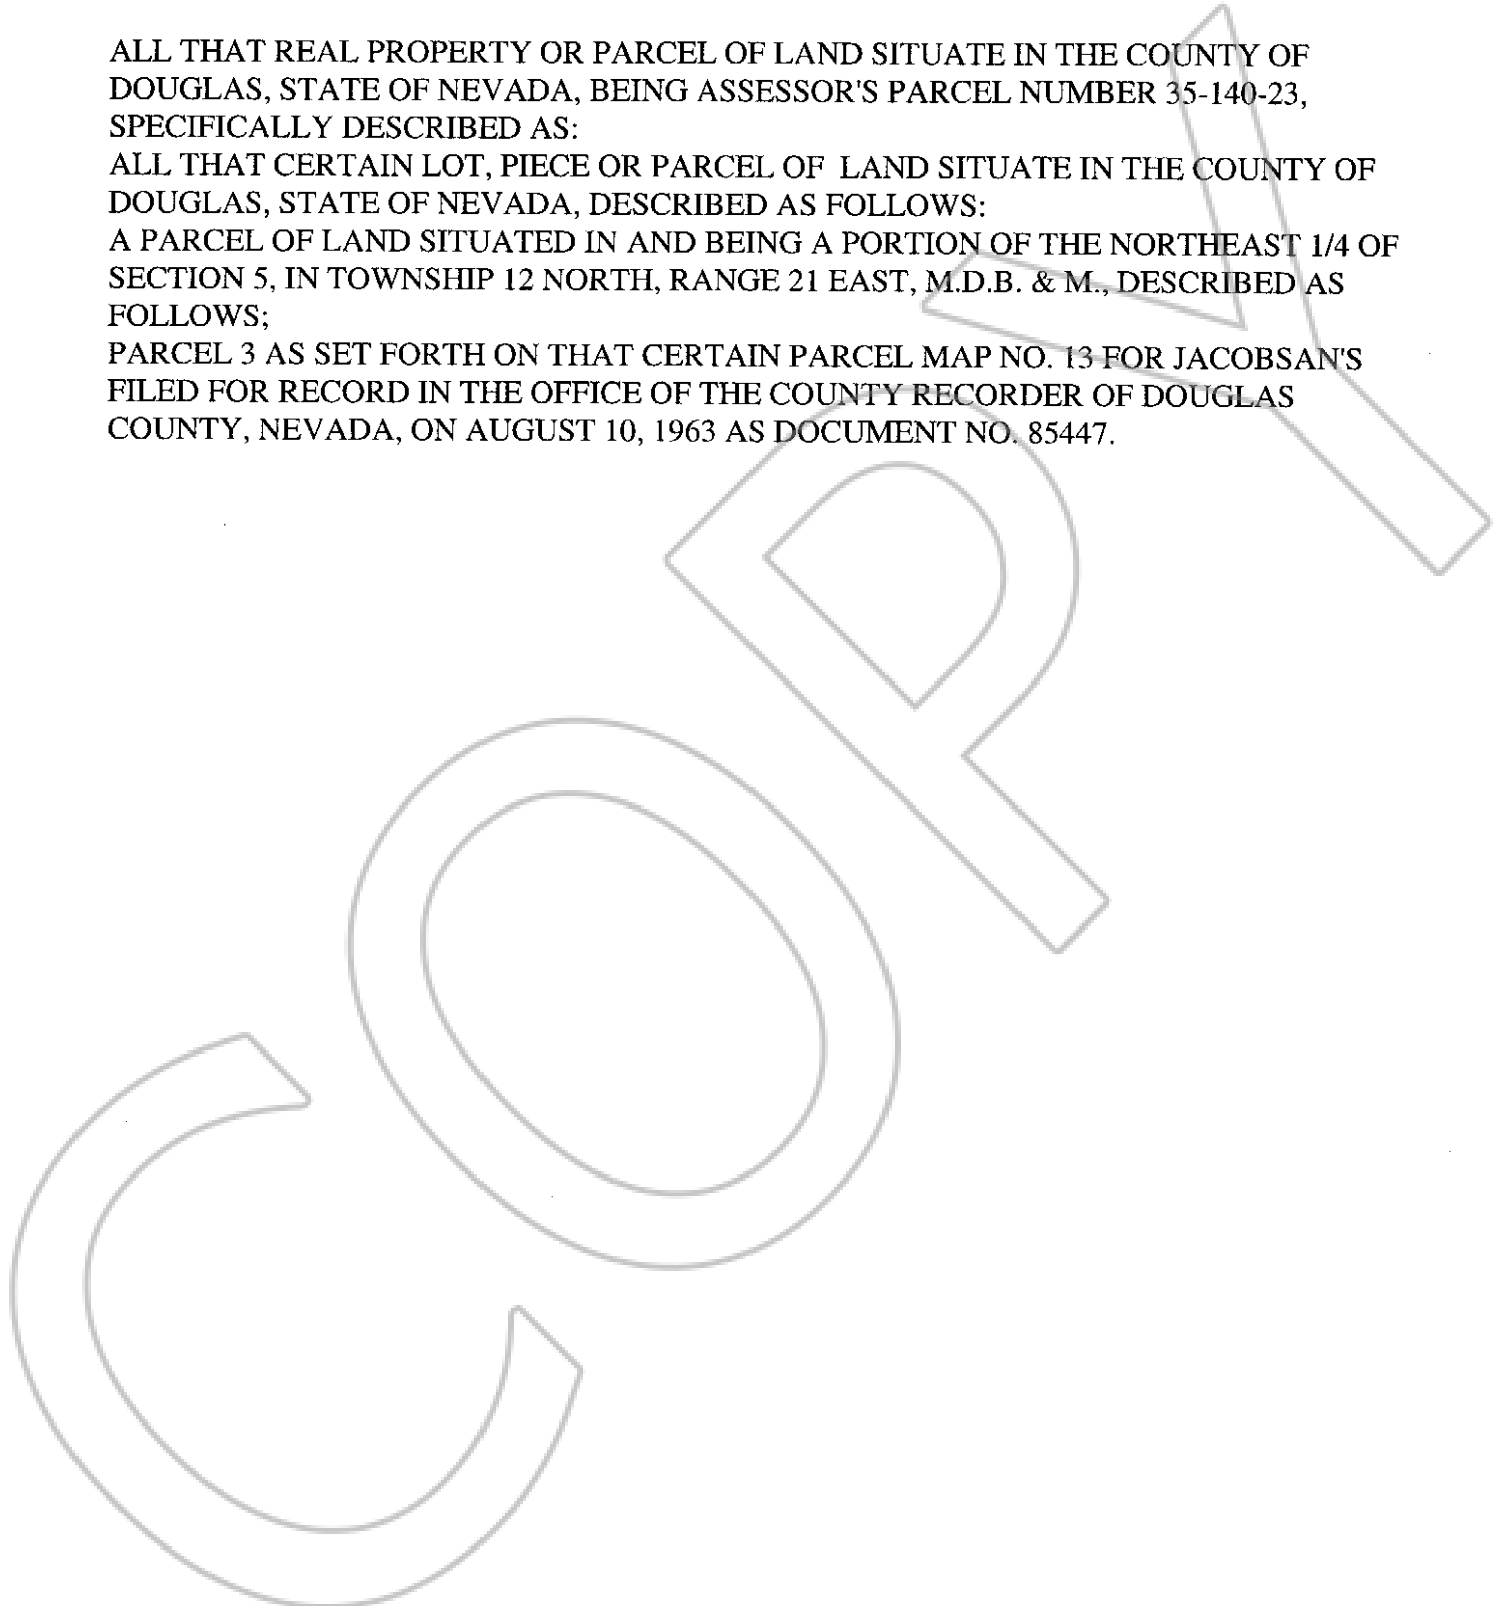 ALL THAT REAL PROPERTY OR PARCEL OF LAND SITUATE IN THE COUNTY OF
DOUGLAS, STATE OF NEVADA, BEING ASSESSOR'S PARCEL NUMBER 35-140-23,
SPECIFICALLY DESCRIBED AS:
ALL THAT CERTAIN LOT, PIECE OR PARCEL OF LAND SITUATE IN THE COUNTY OF
DOUGLAS, STATE OF NEVADA, DESCRIBED AS FOLLOWS:
A PARCEL OF LAND SITUATED IN AND BEING A PORTION OF THE NORTHEAST 1/4 OF
SECTION 5, IN TOWNSHIP 12 NORTH, RANGE 21 EAST, M.D.B. & M., DESCRIBED AS
FOLLOWS;
PARCEL 3 AS SET FORTH ON THAT CERTAIN PARCEL MAP NO. 13 FOR JACOBSAN'S
FILED FOR RECORD IN THE OFFICE OF THE COUNTY RECORDER OF DOUGLAS
COUNTY, NEVADA, ON AUGUST 10, 1963 AS DOCUMENT NO. 85447.
COPY